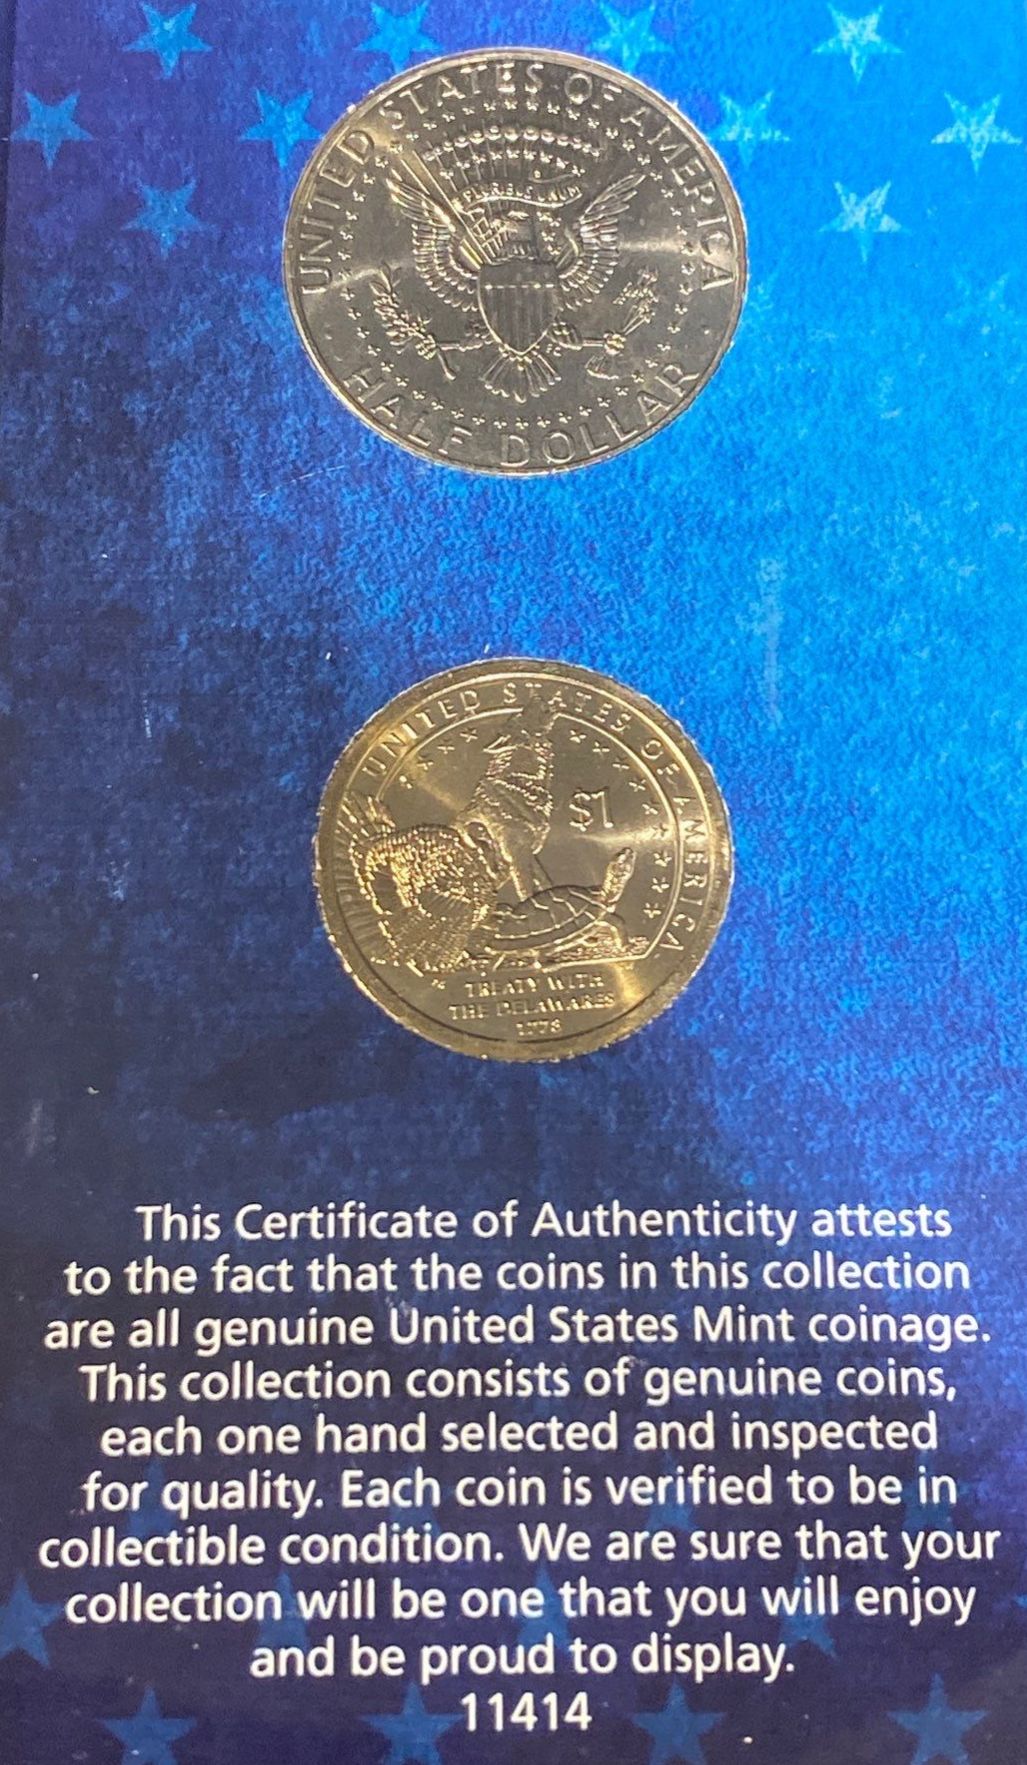 UNITED STATES OF AMERICA
PLURIBUS UNUM
HALF DOLLAR
UNITED STATES OF AMERICA
$1
TREATY WITH
THE DELAWARES
1778
This Certificate of Authenticity attests
to the fact that the coins in this collection
are all genuine United States Mint coinage.
This collection consists of genuine coins,
each one hand selected and inspected
for quality. Each coin is verified to be in
collectible condition. We are sure that your
collection will be one that you will enjoy
and be proud to display.
11414